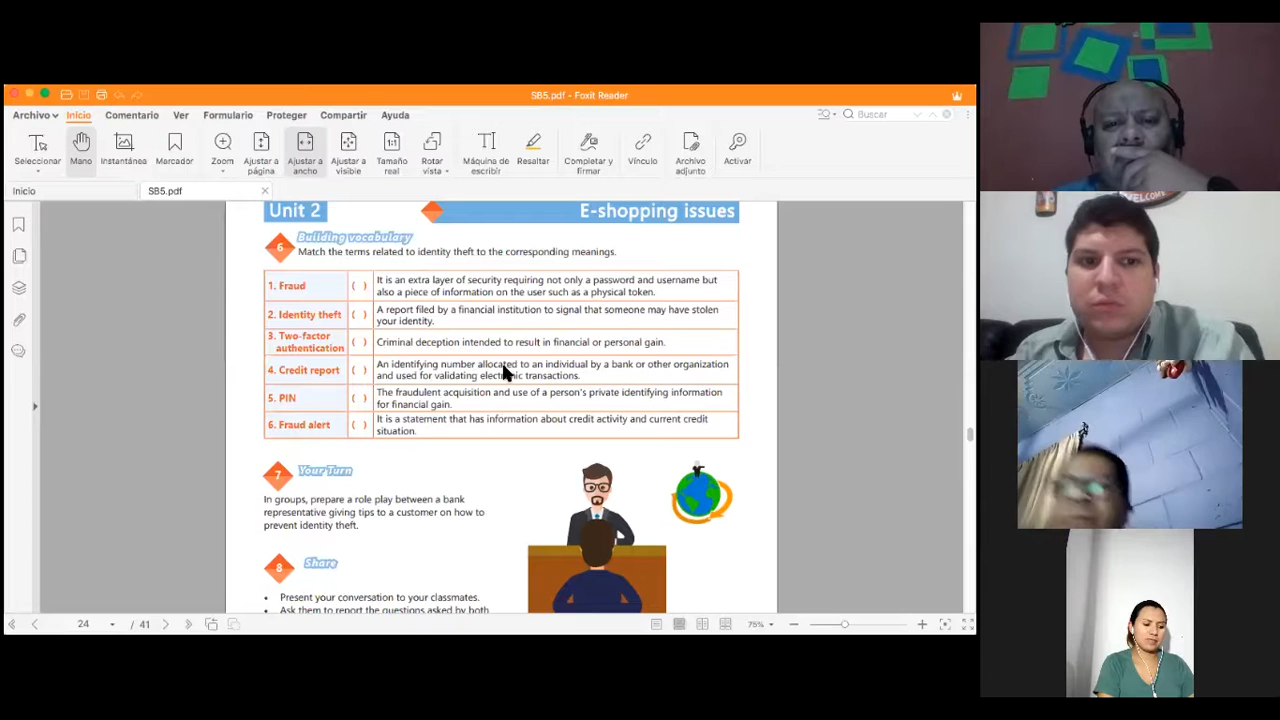 SB5.pdf - Foxit Reader
Archivo Inicio Comentario Ver Formulario Proteger Compartir Ayuda Buscar
Seleccionar Mano Instantánea Marcador Zoom Ajustar a página Ajustar a ancho Ajustar a visible Tamaño real Rotar vista Máquina de escribir Resaltar Completar y firmar Vínculo Archivo adjunto Activar
Inicio SB5.pdf
Unit 2 E-shopping issues
6 Building vocabulary
Match the terms related to identity theft to the corresponding meanings.
1. Fraud ( ) It is an extra layer of security requiring not only a password and username but
also a piece of information on the user such as a physical token.
2. Identity theft ( ) A report filed by a financial institution to signal that someone may have stolen
your identity.
3. Two-factor
authentication ( ) Criminal deception intended to result in financial or personal gain.
4. Credit report ( ) An identifying number allocated to an individual by a bank or other organization
and used for validating electronic transactions.
5. PIN ( ) The fraudulent acquisition and use of a person's private identifying information
for financial gain.
6. Fraud alert ( ) It is a statement that has information about credit activity and current credit
situation.
7 Your Turn
In groups, prepare a role play between a bank
representative giving tips to a customer on how to
prevent identity theft.
8 Share
• Present your conversation to your classmates.
• Ask them to report the questions asked by both
24 / 41 75%